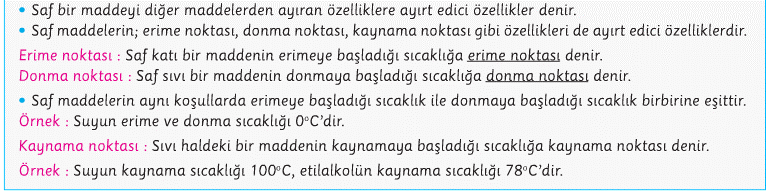 • Saf bir maddeyi diğer maddelerden ayıran özelliklere ayırt edici özellikler denir.
• Saf maddelerin; erime noktası, donma noktası, kaynama noktası gibi özellikleri de ayırt edici özelliklerdir.
Erime noktası : Saf katı bir maddenin erimeye başladığı sıcaklığa erime noktası denir.
Donma noktası : Saf sıvı bir maddenin donmaya başladığı sıcaklığa donma noktası denir.
• Saf maddelerin aynı koşullarda erimeye başladığı sıcaklık ile donmaya başladığı sıcaklık birbirine eşittir.
Örnek : Suyun erime ve donma sıcaklığı 0°C'dir.
Kaynama noktası : Sıvı haldeki bir maddenin kaynamaya başladığı sıcaklığa kaynama noktası denir.
Örnek : Suyun kaynama sıcaklığı 100°C, etilalkolün kaynama sıcaklığı 78°C'dir.